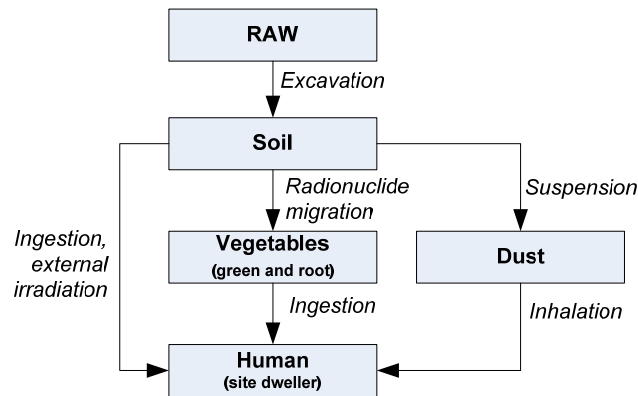 RAW
Excavation
Soil
Radionuclide
migration
Suspension
Ingestion,
external
irradiation
Vegetables
(green and root)
Dust
Ingestion
Inhalation
Human
(site dweller)